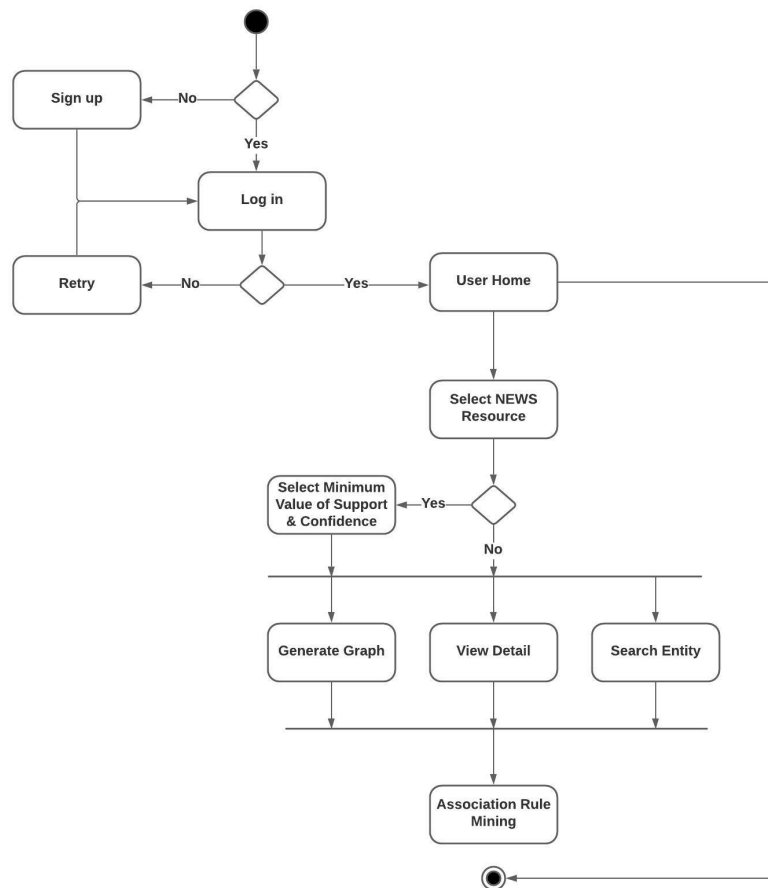 No
Sign up
Yes
Log in
No
Retry
Yes
User Home
Select NEWS
Resource
Select Minimum
Value of Support
& Confidence
Yes
No
Generate Graph
View Detail
Search Entity
Association Rule
Mining